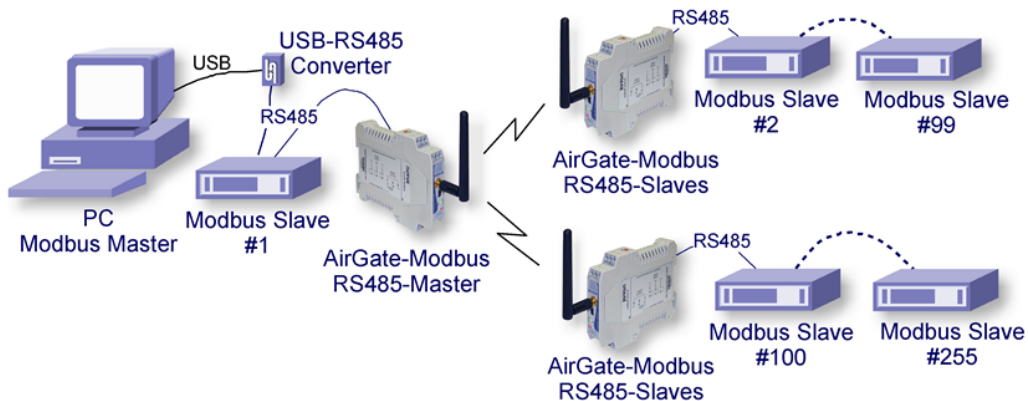 USB
USB-RS485
Converter
RS485
PC
Modbus Master
Modbus Slave
#1
AirGate-Modbus
RS485-Master
RS485
Modbus Slave
#2
Modbus Slave
#99
AirGate-Modbus
RS485-Slaves
RS485
Modbus Slave
#100
Modbus Slave
#255
AirGate-Modbus
RS485-Slaves